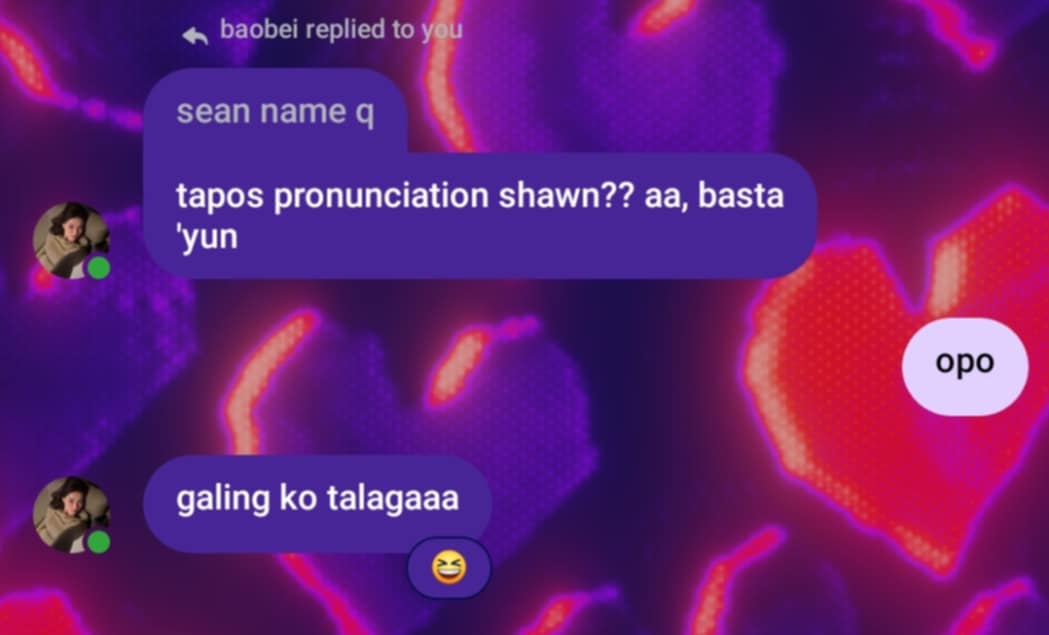 baobei replied to you
sean name q
tapos pronunciation shawn?? aa, basta
'yun
opo
galing ko talagaaa